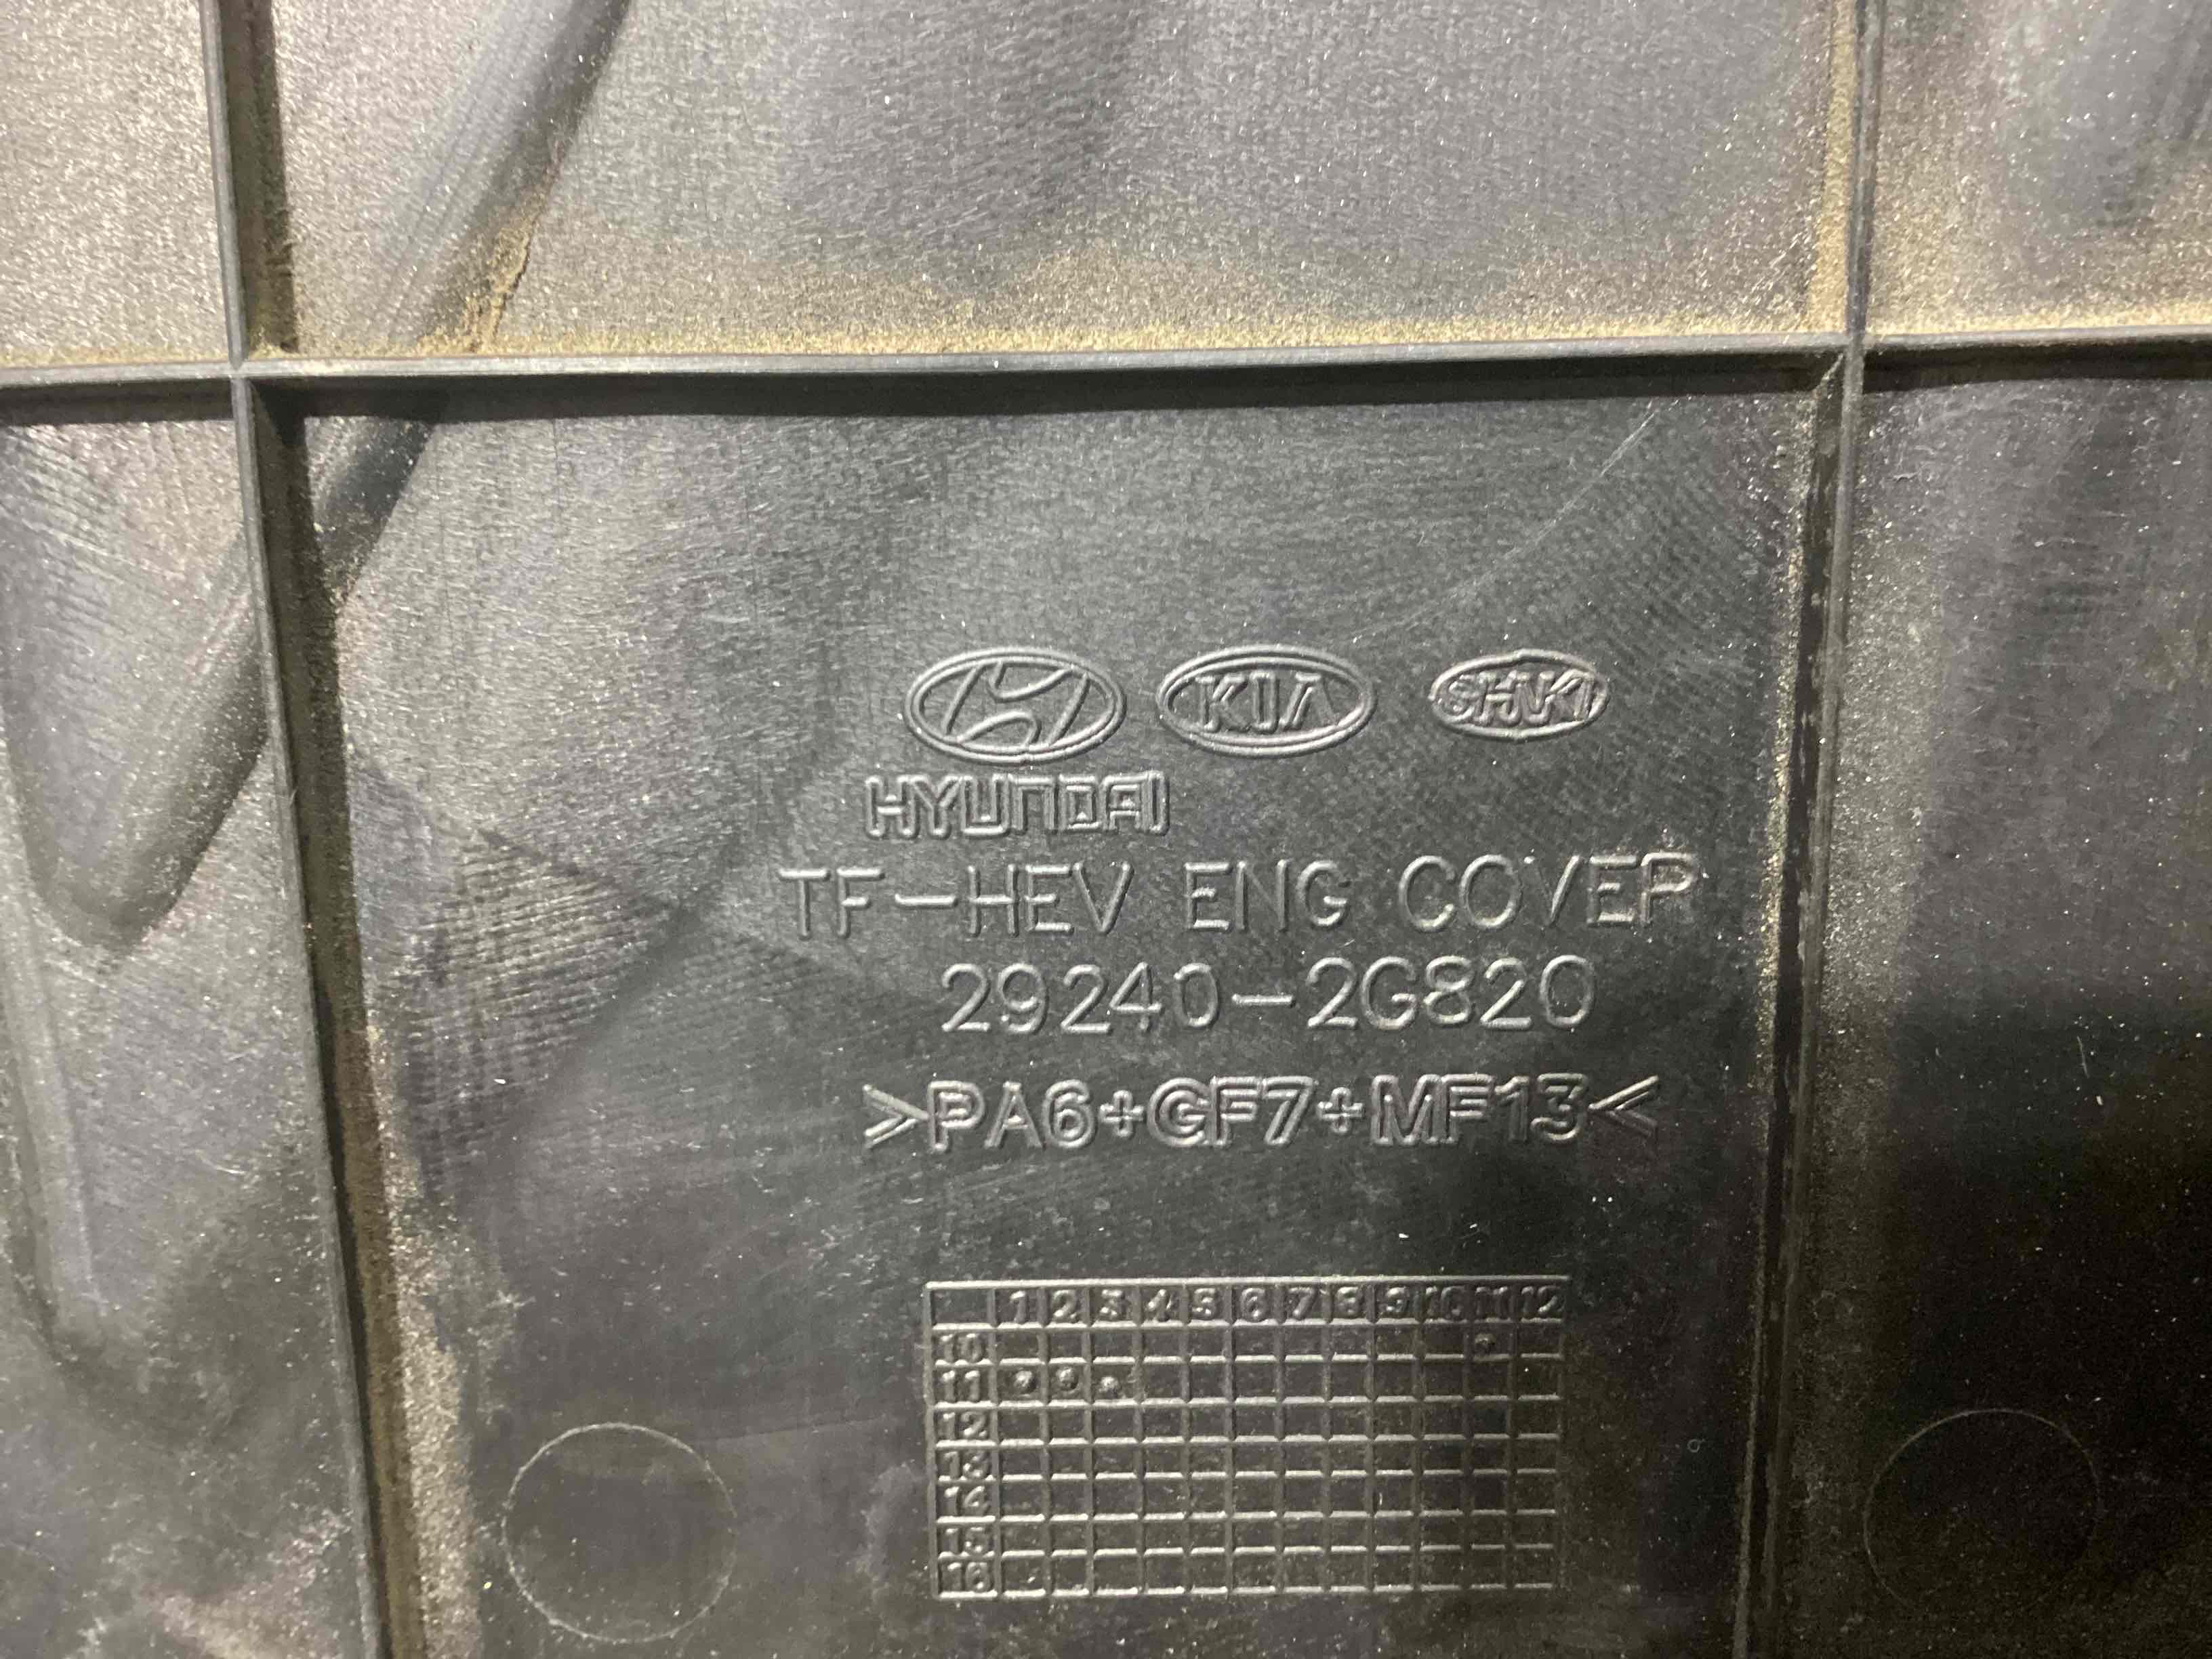 KIA
HYUNDAI
TF-HEV ENG COVER
29240-2G820
>PA6+GF7+MF13<
1 2 3 4 5 6 7 8 9 10 11 12
10
11
12
13
14
15
16